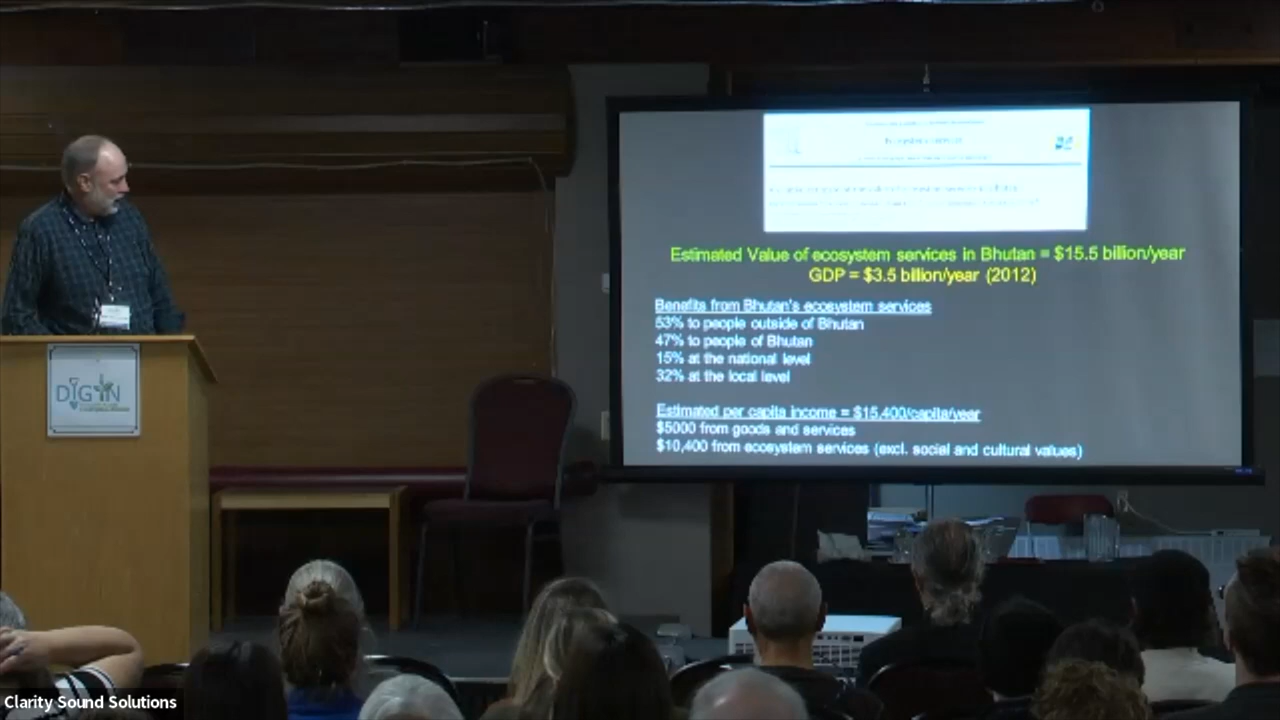 Estimated Value of ecosystem services in Bhutan = $15.5 billion/year
GDP = $3.5 billion/year (2012)
Benefits from Bhutan's ecosystem services
53% to people outside of Bhutan
47% to people of Bhutan
15% at the national level
32% at the local level
Estimated per capita income = $15,400/capita/year
$5000 from goods and services
$10,400 from ecosystem services (excl. social and cultural values)
DIGIN
Clarity Sound Solutions